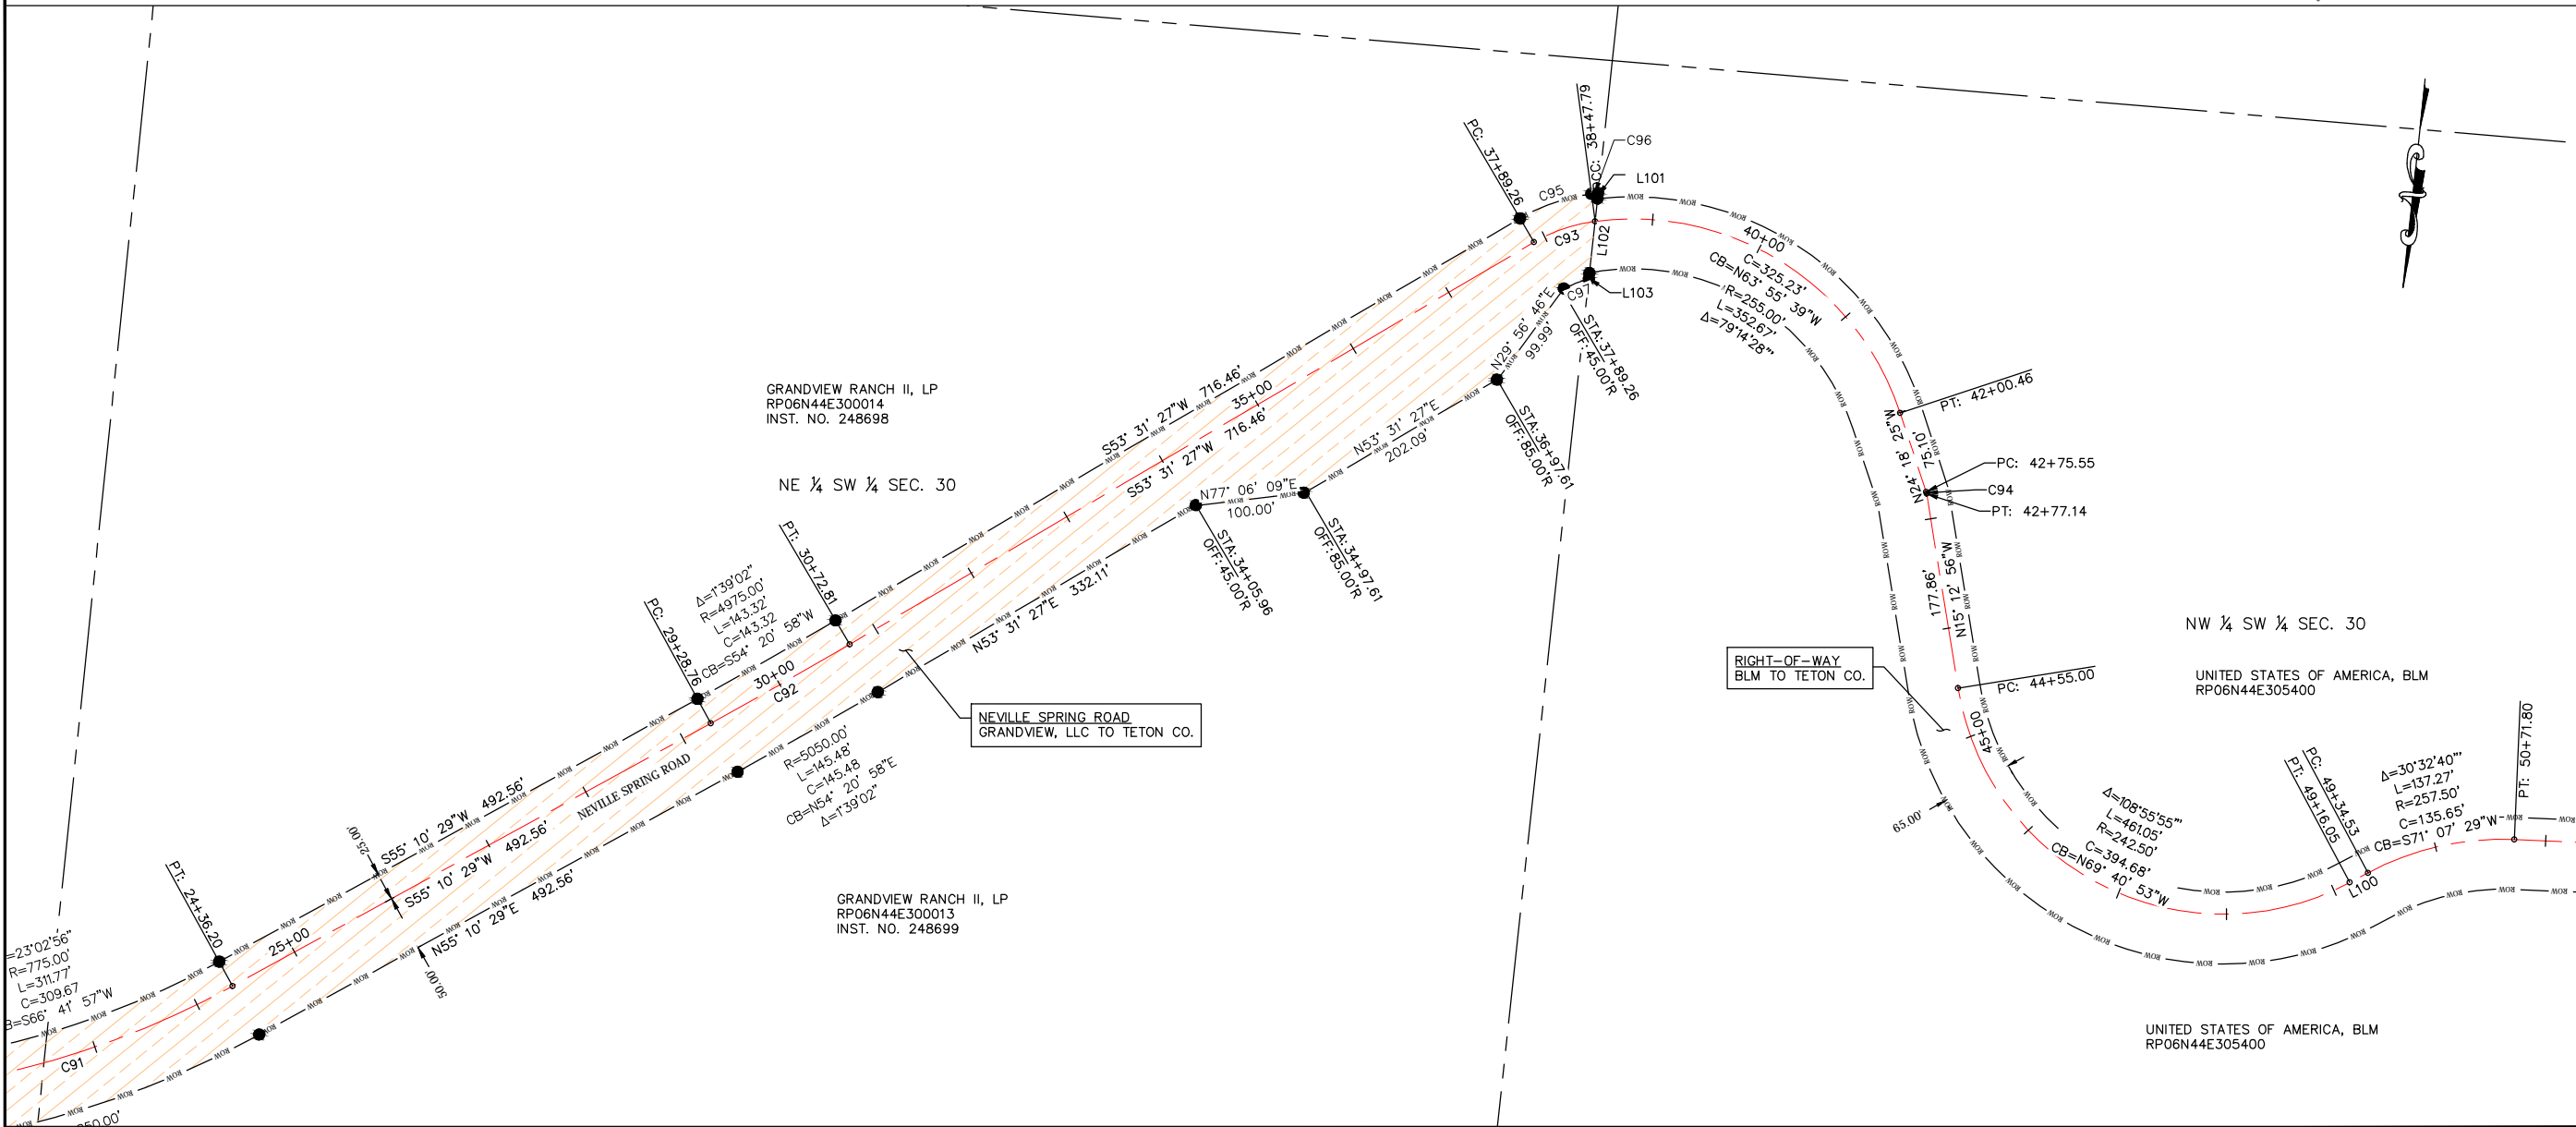 PC: 37+89.26
PCC: 38+47.79
C96
L101
C95
C93
L102
C97
L103
40+00
C=325.23'
CB=N63° 55' 39"W
R=255.00'
L=352.67'
Δ=79°14'28"
N29° 56' 46"E
99.99'
STA: 37+89.26
OFF: 45.00'R
GRANDVIEW RANCH II, LP
RP06N44E300014
INST. NO. 248698
NE ¼ SW ¼ SEC. 30
S53° 31' 27"W 716.46'
35+00
S53° 31' 27"W 716.46'
N53° 31' 27"E
202.09'
STA: 36+97.61
OFF: 85.00'R
N77° 06' 09"E
100.00'
STA: 34+97.61
OFF: 85.00'R
STA: 34+05.96
OFF: 45.00'R
N53° 31' 27"E 332.11'
PT: 42+00.46
N24° 18' 25"W
75.10'
PC: 42+75.55
C94
PT: 42+77.14
N15° 12' 56"W
177.86'
PT: 30+72.81
PC: 29+28.76
Δ=1°39'02"
R=4975.00'
L=143.32'
C=143.32
CB=S54° 20' 58"W
30+00
C92
NEVILLE SPRING ROAD
GRANDVIEW, LLC TO TETON CO.
R=5050.00'
L=145.48'
C=145.48
CB=N54° 20' 58"E
Δ=1°39'02"
NEVILLE SPRING ROAD
S55° 10' 29"W 492.56'
25.00'
S55° 10' 29"W 492.56'
N55° 10' 29"E 492.56'
50.00'
PT: 24+36.20
25+00
=23°02'56"
R=775.00'
L=311.77'
C=309.67
B=S66° 41' 57"W
C91
50.00'
GRANDVIEW RANCH II, LP
RP06N44E300013
INST. NO. 248699
RIGHT-OF-WAY
BLM TO TETON CO.
NW ¼ SW ¼ SEC. 30
UNITED STATES OF AMERICA, BLM
RP06N44E305400
PC: 44+55.00
45+00
65.00'
Δ=108°55'55"
L=461.05'
R=242.50'
C=394.68'
CB=N69° 40' 53"W
PT: 49+16.05
PC: 49+34.53
L100
Δ=30°32'40"
L=137.27'
R=257.50'
C=135.65'
CB=S71° 07' 29"W
PT: 50+71.80
UNITED STATES OF AMERICA, BLM
RP06N44E305400